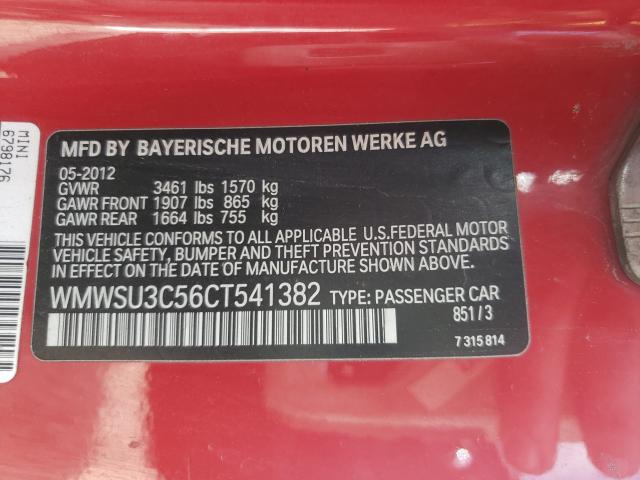 MFD BY BAYERISCHE MOTOREN WERKE AG
05-2012
GVWR 3461 lbs 1570 kg
GAWR FRONT 1907 lbs 865 kg
GAWR REAR 1664 lbs 755 kg
THIS VEHICLE CONFORMS TO ALL APPLICABLE U.S.FEDERAL MOTOR
VEHICLE SAFETY, BUMPER AND THEFT PREVENTION STANDARDS
IN EFFECT ON THE DATE OF MANUFACTURE SHOWN ABOVE.
WMWSU3C56CT541382 TYPE: PASSENGER CAR
851/3
7 315 814
MINI
6798176